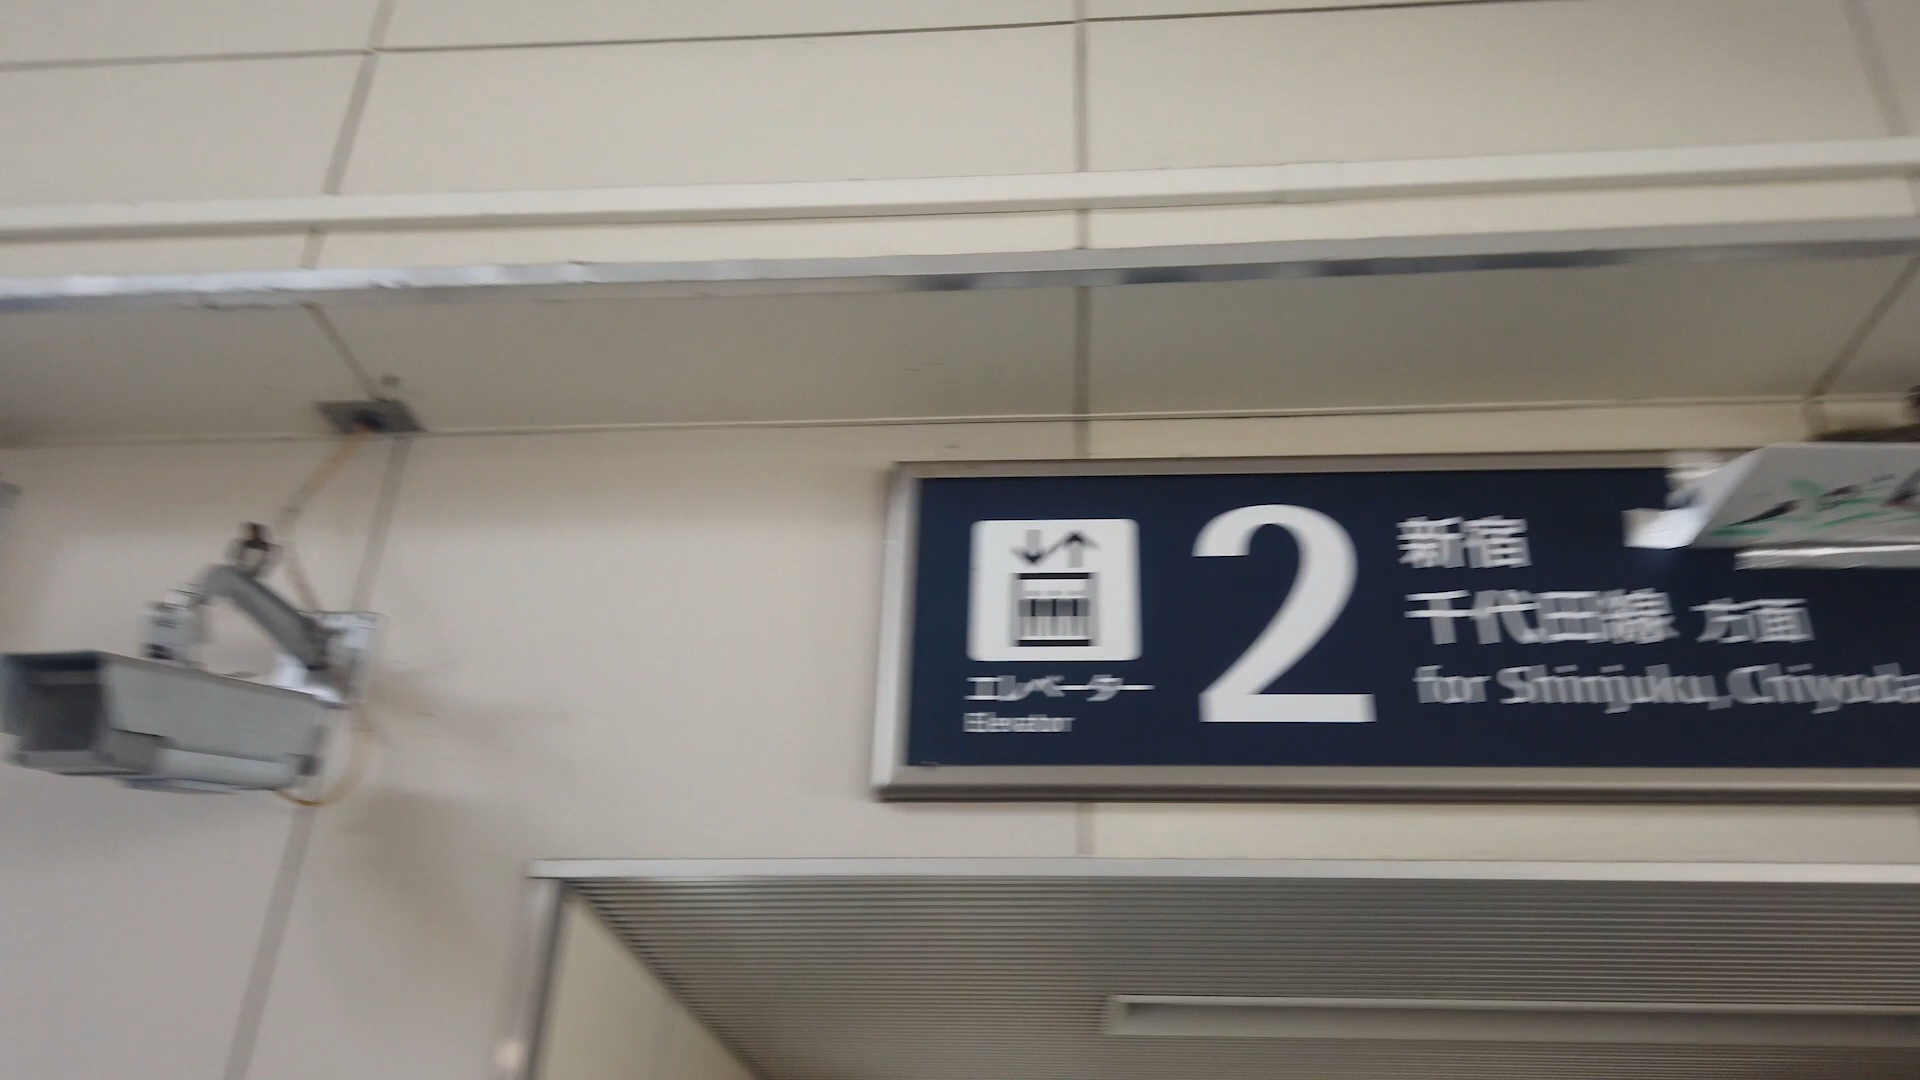 エレベーター
Elevator
2
新宿
千代田線 方面
for Shinjuku, Chiyoda